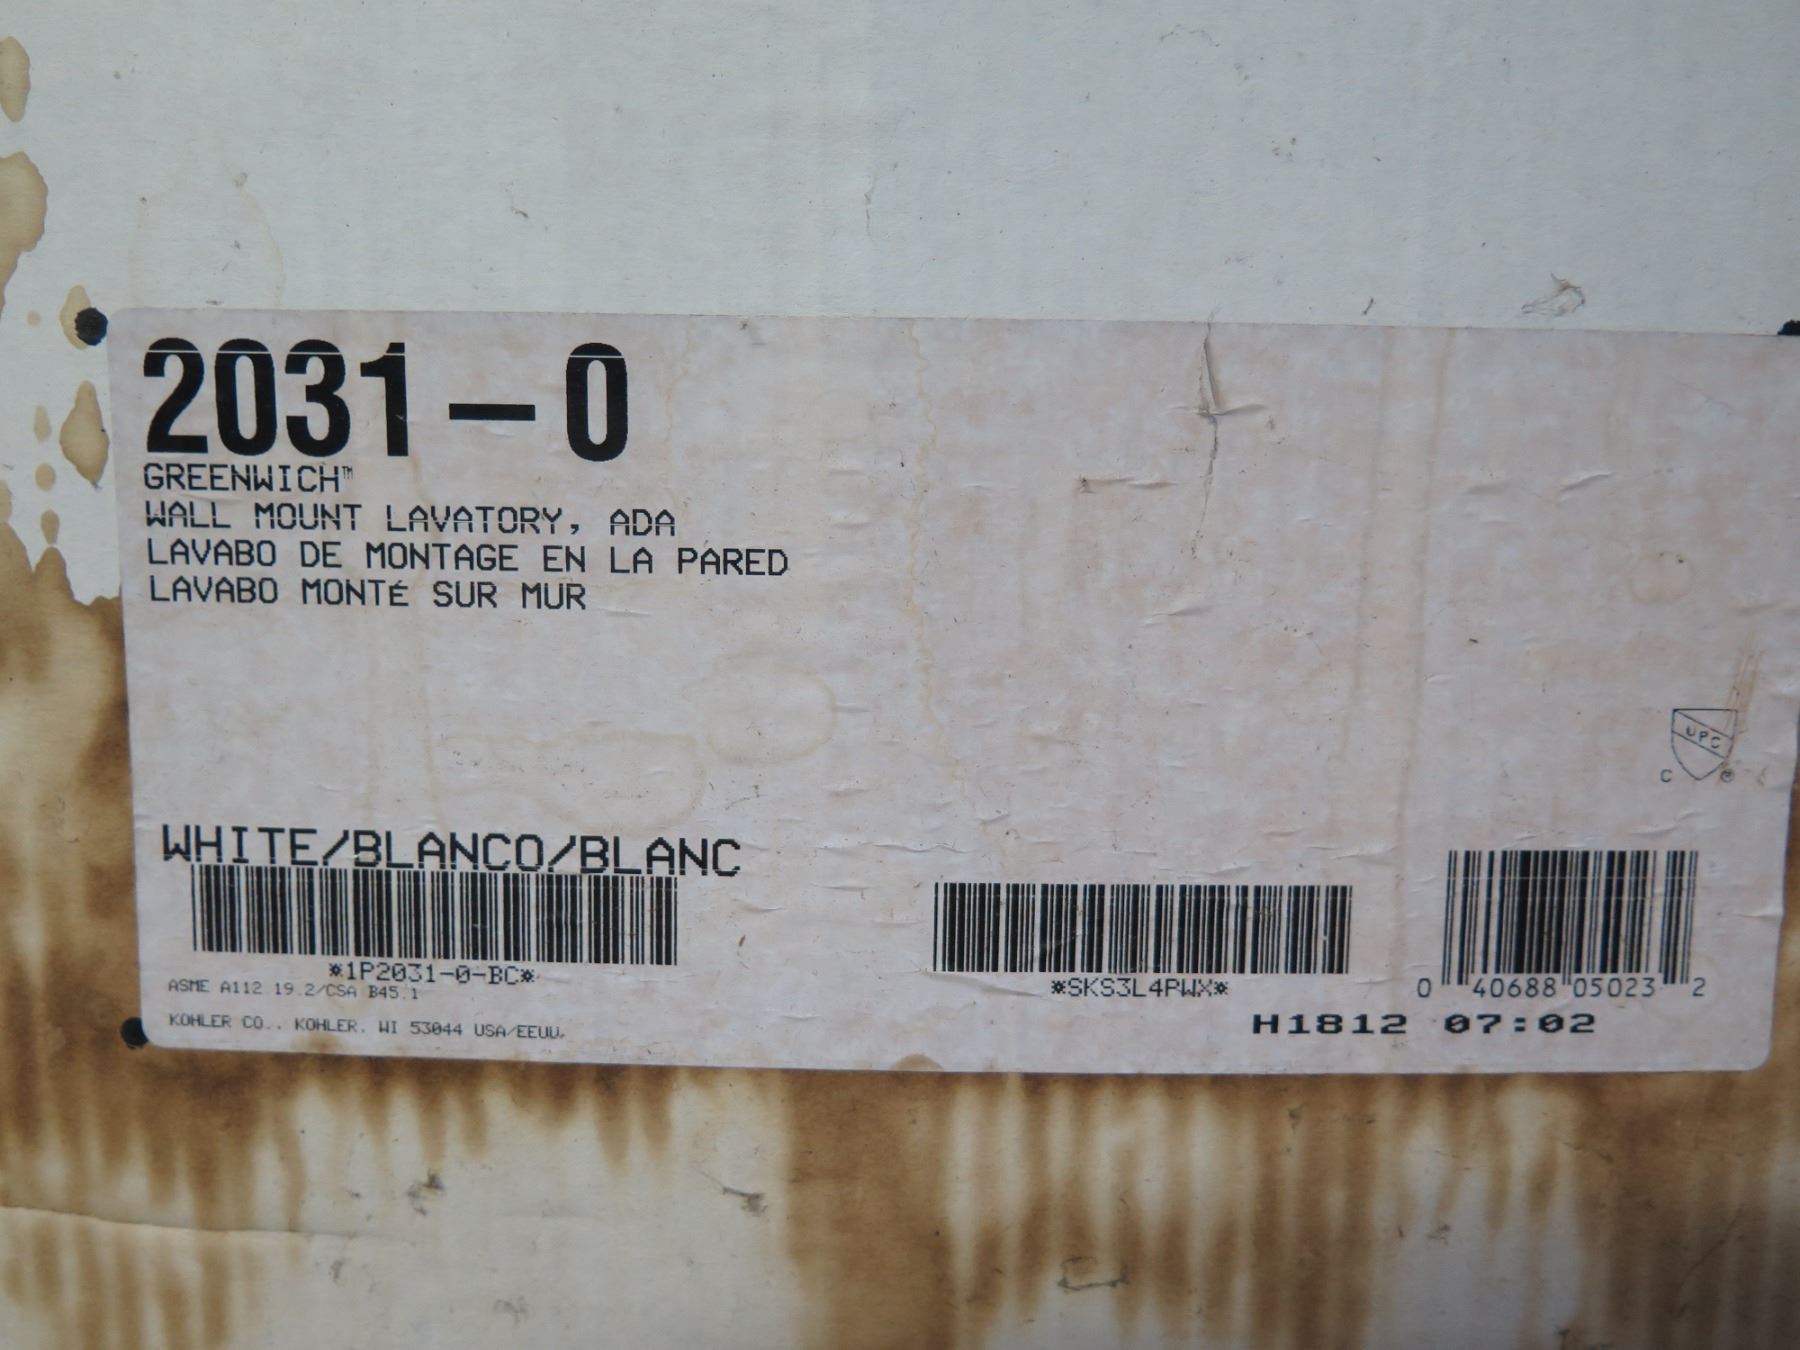 2031-0
GREENWICH™
WALL MOUNT LAVATORY, ADA
LAVABO DE MONTAGE EN LA PARED
LAVABO MONTÉ SUR MUR
UPC
C ®
WHITE/BLANCO/BLANC
*1P2031-0-BC*
*SKS3L4PWX*
0 40688 05023 2
ASME A112.19.2/CSA B45.1
KOHLER CO., KOHLER, WI 53044 USA/EEUU,
H1812 07:02